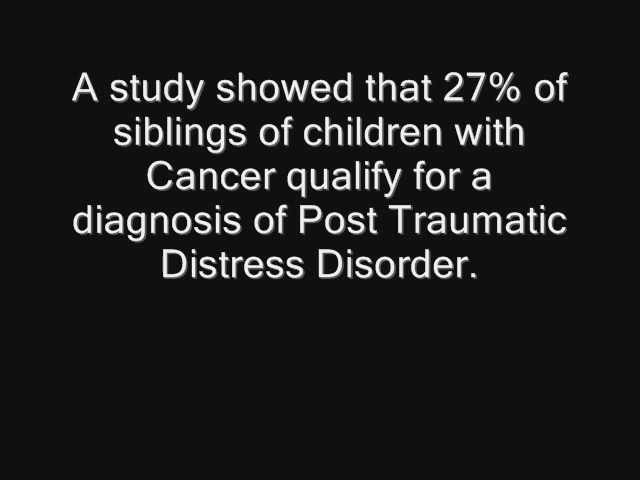 A study showed that 27% of
siblings of children with
Cancer qualify for a
diagnosis of Post Traumatic
Distress Disorder.